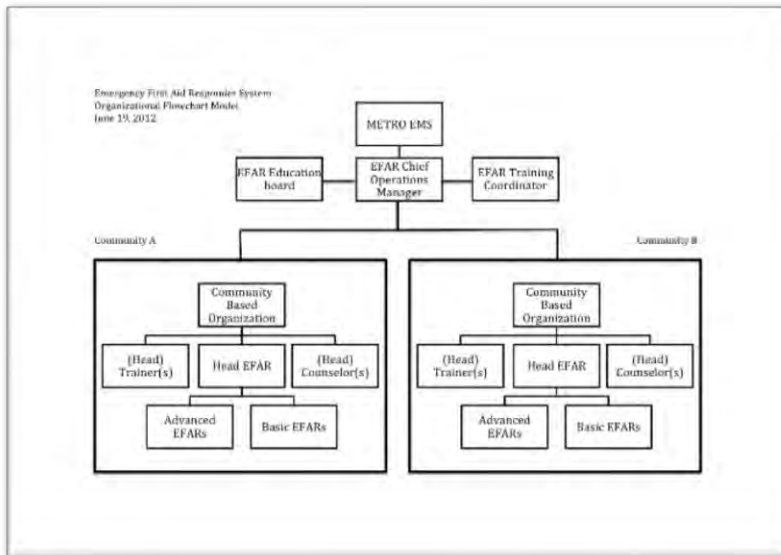 Emergency First Aid Responder System
Organizational Flowchart Model
June 19, 2012
METRO EMS
EFAR Education
board
EFAR Chief
Operations
Manager
EFAR Training
Coordinator
Community A
Community B
Community
Based
Organization
(Head)
Trainer(s)
Head EFAR
(Head)
Counselor(s)
Advanced
EFARs
Basic EFARs
Community
Based
Organization
(Head)
Trainer(s)
Head EFAR
(Head)
Counselor(s)
Advanced
EFARs
Basic EFARs